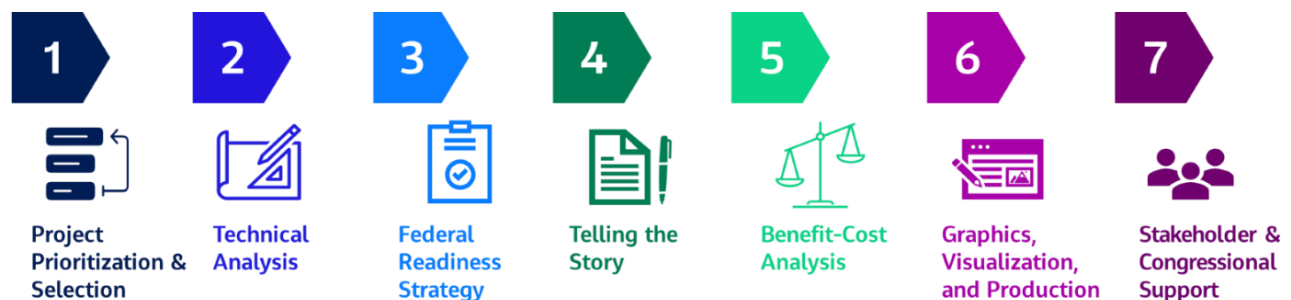 1
2
3
4
5
6
7
Project
Prioritization &
Selection
Technical
Analysis
Federal
Readiness
Strategy
Telling the
Story
Benefit-Cost
Analysis
Graphics,
Visualization,
and Production
Stakeholder &
Congressional
Support